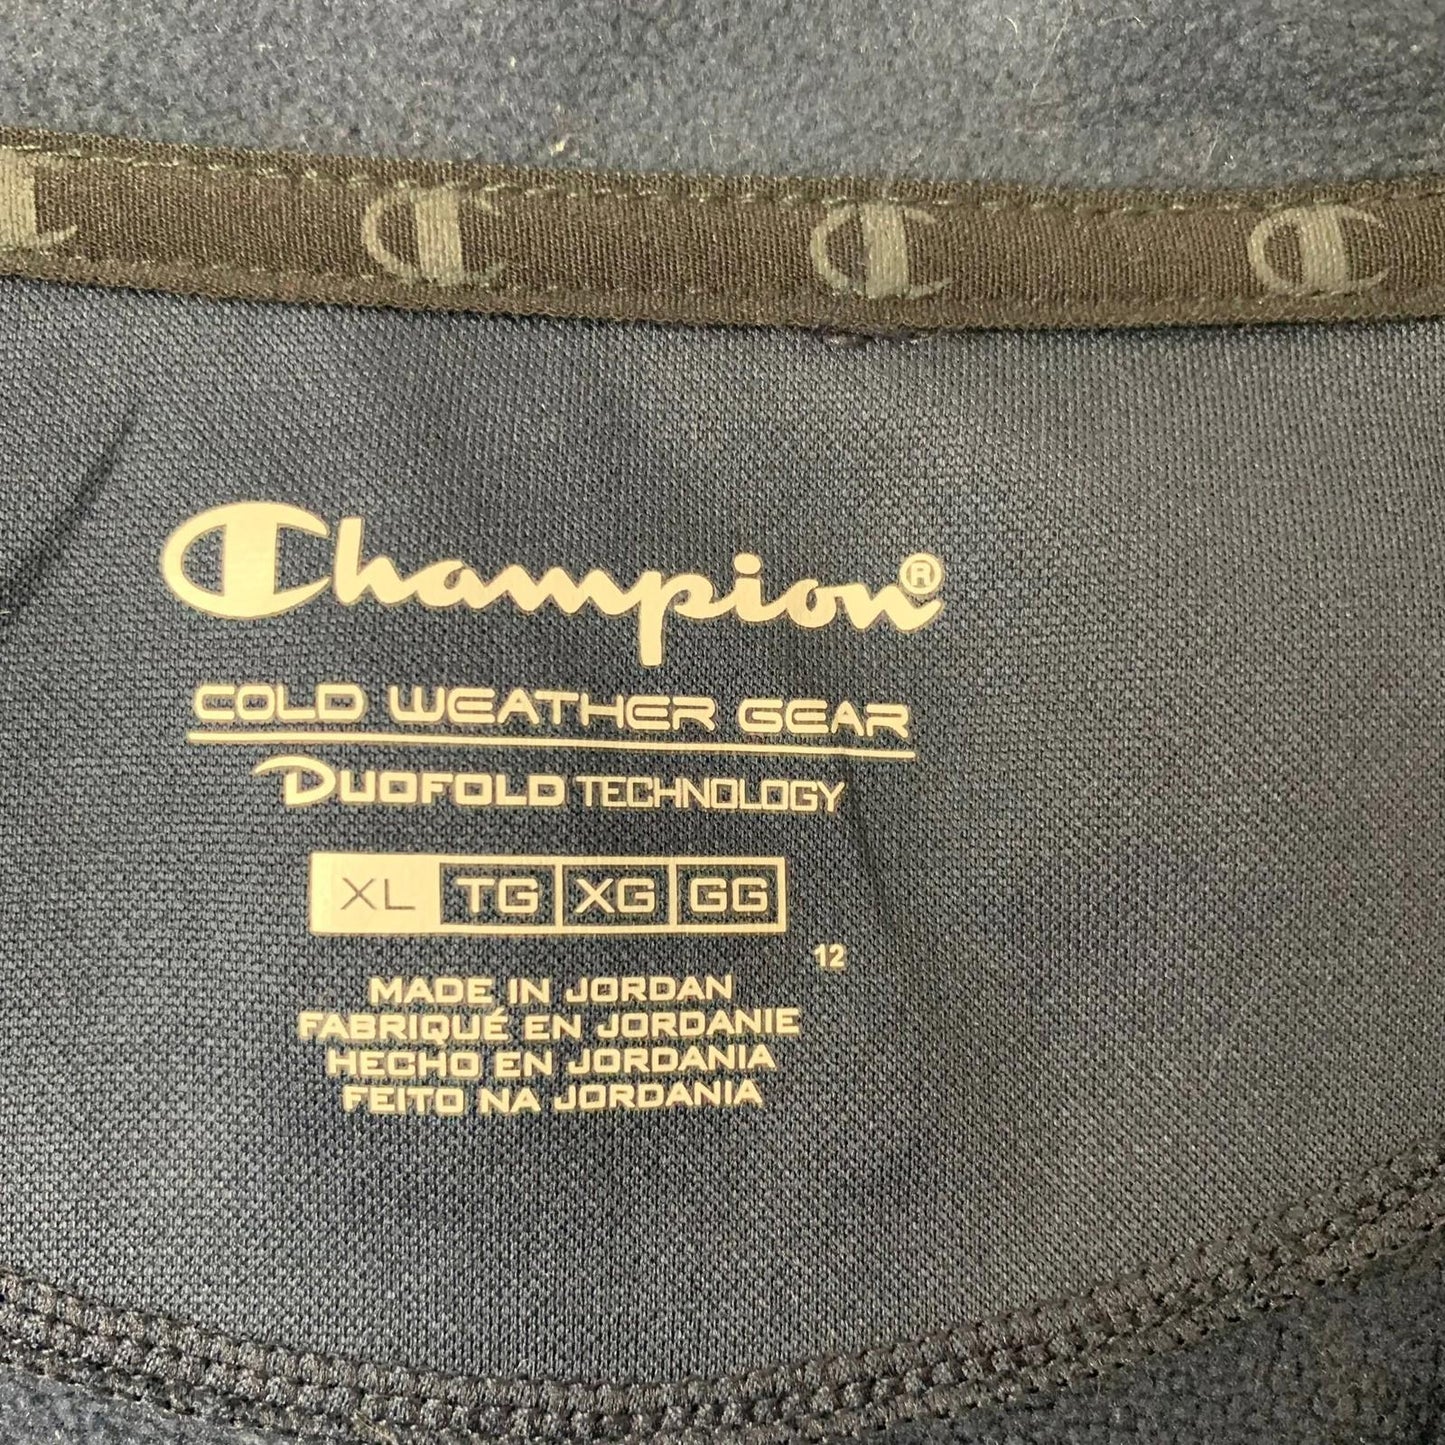 Champion®
COLD WEATHER GEAR
DUOFOLD TECHNOLOGY
XL TG XG GG
12
MADE IN JORDAN
FABRIQUÉ EN JORDANIE
HECHO EN JORDANIA
FEITO NA JORDANIA